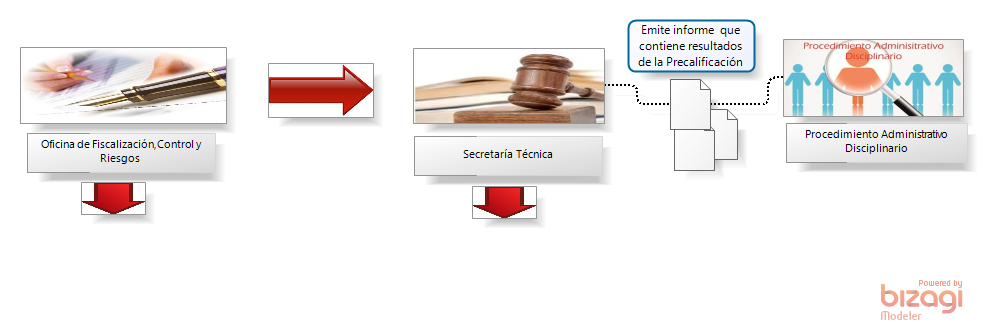 Emite informe que
contiene resultados
de la Precalificación
Procedimiento Adminisitrativo
Disciplinario
Oficina de Fiscalización,Control y
Riesgos
Secretaría Técnica
Procedimiento Administrativo
Disciplinario
Powered by
bizagi
Modeler